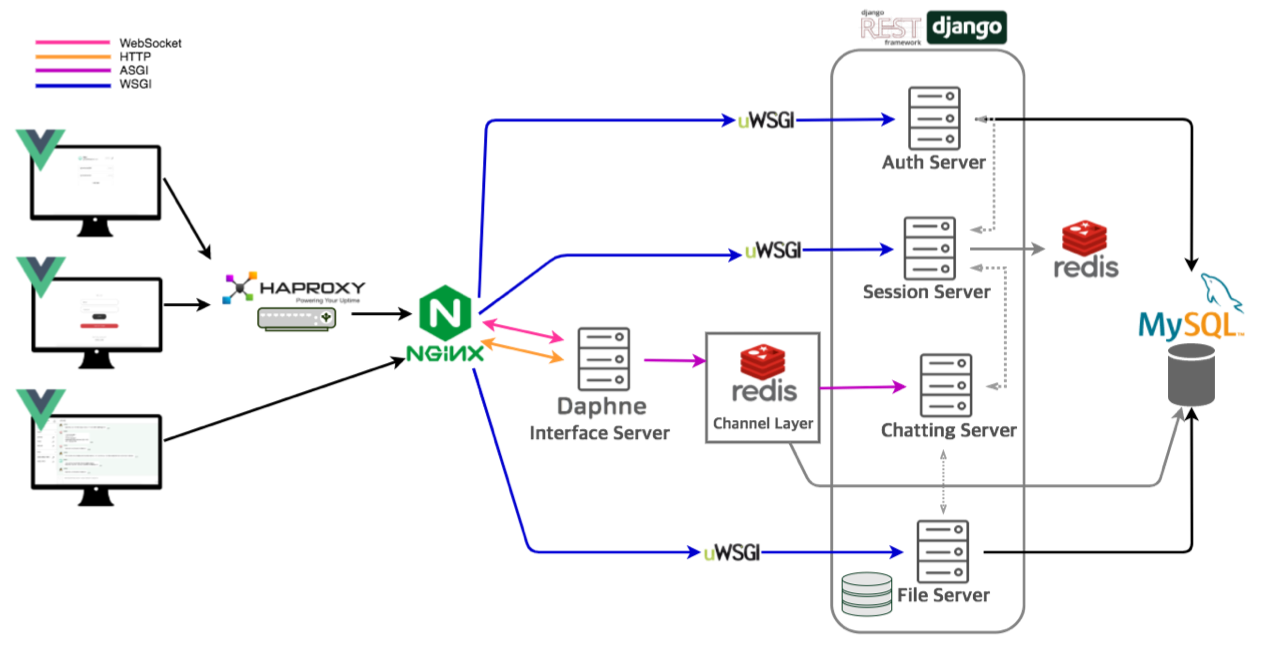 django
REST
framework
django
WebSocket
HTTP
ASGI
WSGI
uWSGI
Auth Server
uWSGI
Session Server
redis
HAPROXY
Powering Your Uptime
N
NGINX
MySQL
TM
Daphne
Interface Server
redis
Channel Layer
Chatting Server
uWSGI
File Server